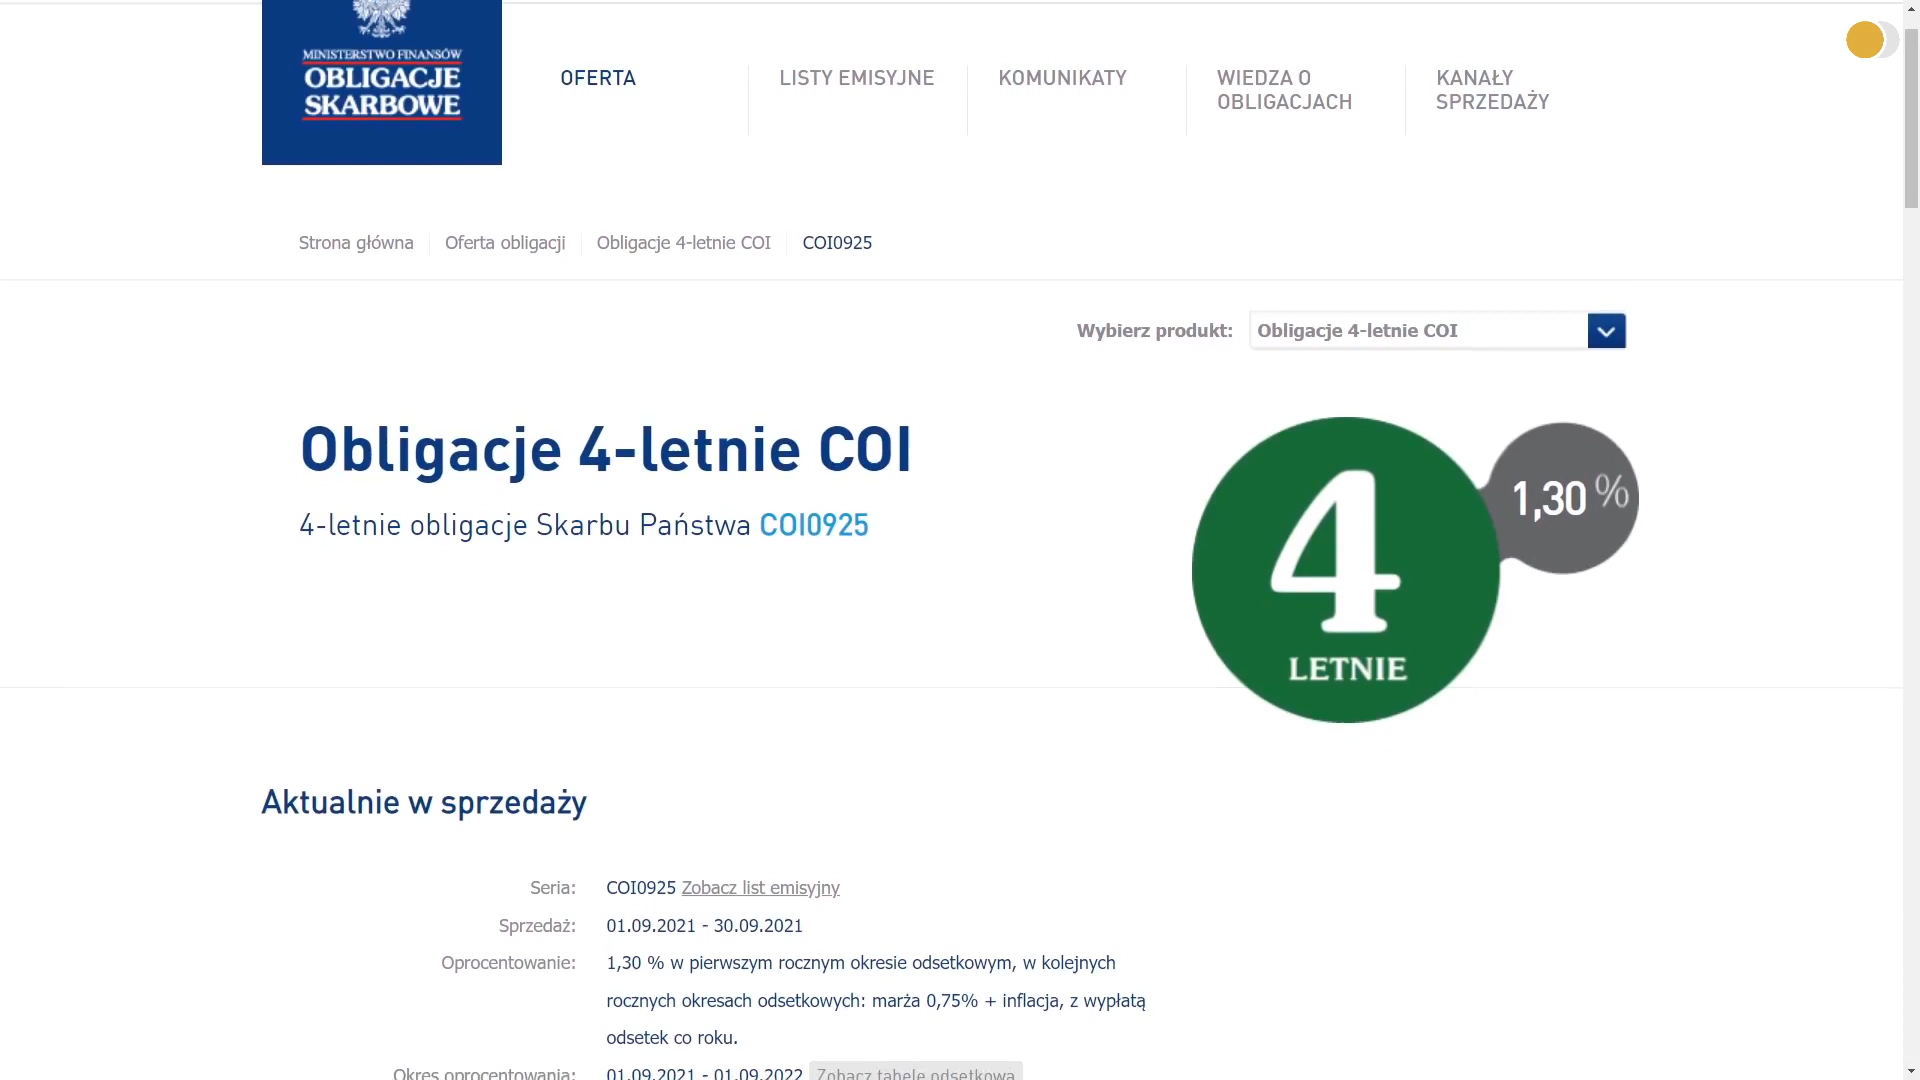 MINISTERSTWO FINANSÓW
OBLIGACJE
SKARBOWE
OFERTA
LISTY EMISYJNE
KOMUNIKATY
WIEDZA O
OBLIGACJACH
KANAŁY
SPRZEDAŻY
Strona główna
Oferta obligacji
Obligacje 4-letnie COI
COI0925
Wybierz produkt:
Obligacje 4-letnie COI
Obligacje 4-letnie COI
4-letnie obligacje Skarbu Państwa COI0925
4
LETNIE
1,30 %
Aktualnie w sprzedaży
Seria: COI0925 Zobacz list emisyjny
Sprzedaż: 01.09.2021 - 30.09.2021
Oprocentowanie: 1,30 % w pierwszym rocznym okresie odsetkowym, w kolejnych
rocznych okresach odsetkowych: marża 0,75% + inflacja, z wypłatą
odsetek co roku.
Okres oprocentowania: 01.09.2021 - 01.09.2022 Zobacz tabelę odsetkową